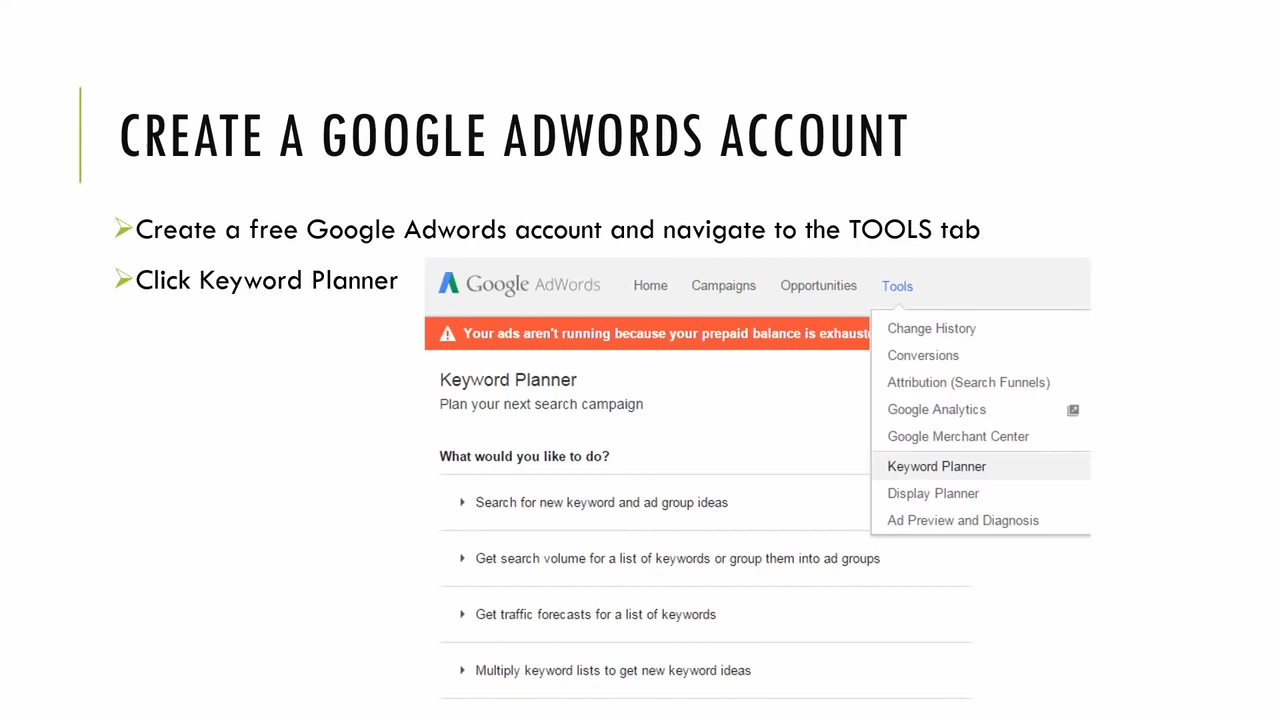 CREATE A GOOGLE ADWORDS ACCOUNT
Create a free Google Adwords account and navigate to the TOOLS tab
Click Keyword Planner
Google AdWords Home Campaigns Opportunities Tools
Your ads aren't running because your prepaid balance is exhauste
Change History
Conversions
Attribution (Search Funnels)
Google Analytics
Google Merchant Center
Keyword Planner
Display Planner
Ad Preview and Diagnosis
Keyword Planner
Plan your next search campaign
What would you like to do?
Search for new keyword and ad group ideas
Get search volume for a list of keywords or group them into ad groups
Get traffic forecasts for a list of keywords
Multiply keyword lists to get new keyword ideas